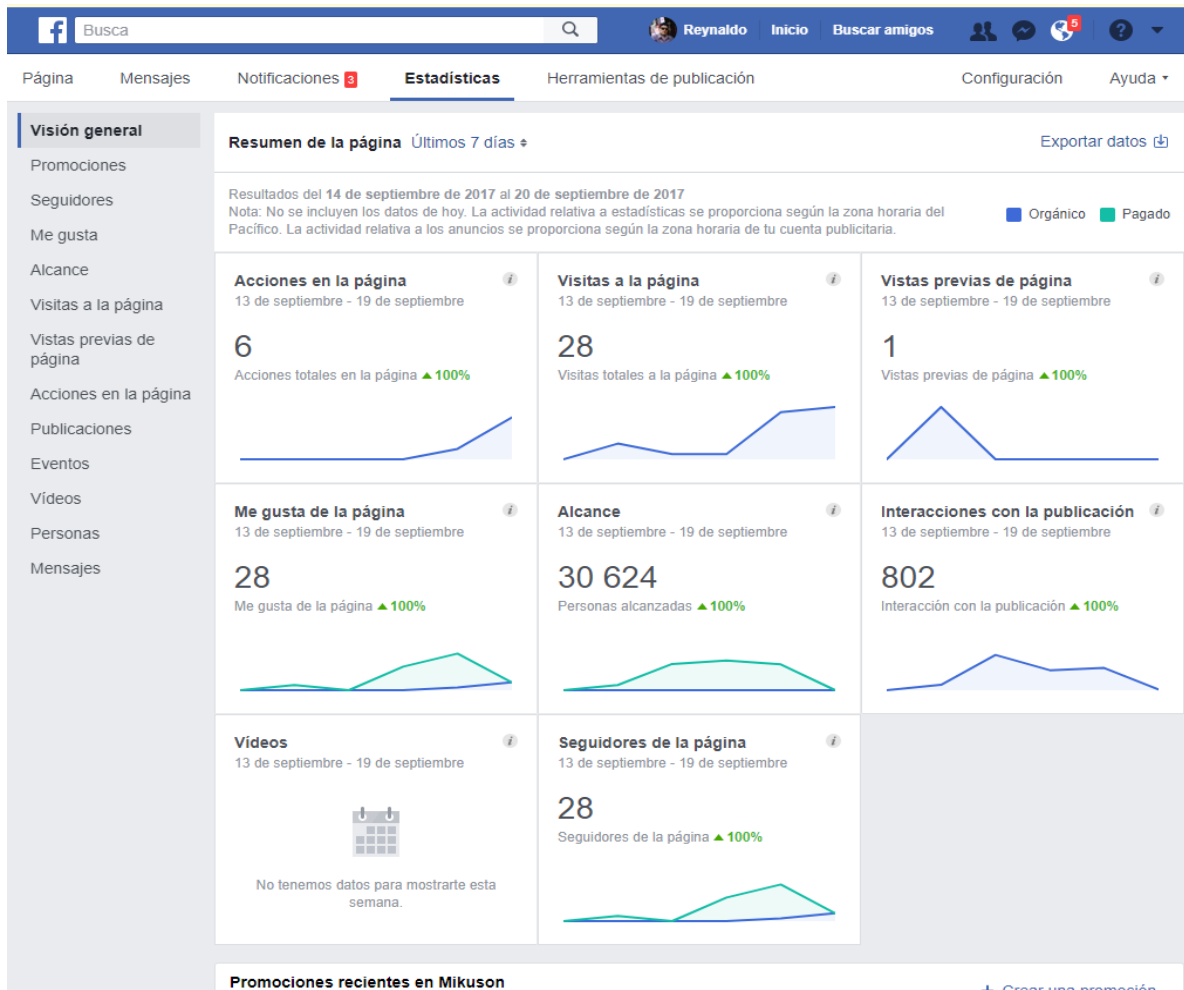 f Busca Reynaldo Inicio Buscar amigos 5 ?
Página Mensajes Notificaciones 3 Estadísticas Herramientas de publicación Configuración Ayuda
Visión general
Promociones
Seguidores
Me gusta
Alcance
Visitas a la página
Vistas previas de
página
Acciones en la página
Publicaciones
Eventos
Vídeos
Personas
Mensajes
Resumen de la página Últimos 7 días Exportar datos
Resultados del 14 de septiembre de 2017 al 20 de septiembre de 2017
Nota: No se incluyen los datos de hoy. La actividad relativa a estadísticas se proporciona según la zona horaria del
Pacífico. La actividad relativa a los anuncios se proporciona según la zona horaria de tu cuenta publicitaria.
Orgánico Pagado
Acciones en la página i
13 de septiembre - 19 de septiembre
6
Acciones totales en la página 100%
Visitas a la página i
13 de septiembre - 19 de septiembre
28
Visitas totales a la página 100%
Vistas previas de página i
13 de septiembre - 19 de septiembre
1
Vistas previas de página 100%
Me gusta de la página i
13 de septiembre - 19 de septiembre
28
Me gusta de la página 100%
Alcance i
13 de septiembre - 19 de septiembre
30 624
Personas alcanzadas 100%
Interacciones con la publicación i
13 de septiembre - 19 de septiembre
802
Interacción con la publicación 100%
Vídeos i
13 de septiembre - 19 de septiembre
No tenemos datos para mostrarte esta
semana.
Seguidores de la página i
13 de septiembre - 19 de septiembre
28
Seguidores de la página 100%
Promociones recientes en Mikuson + Crear una promoción